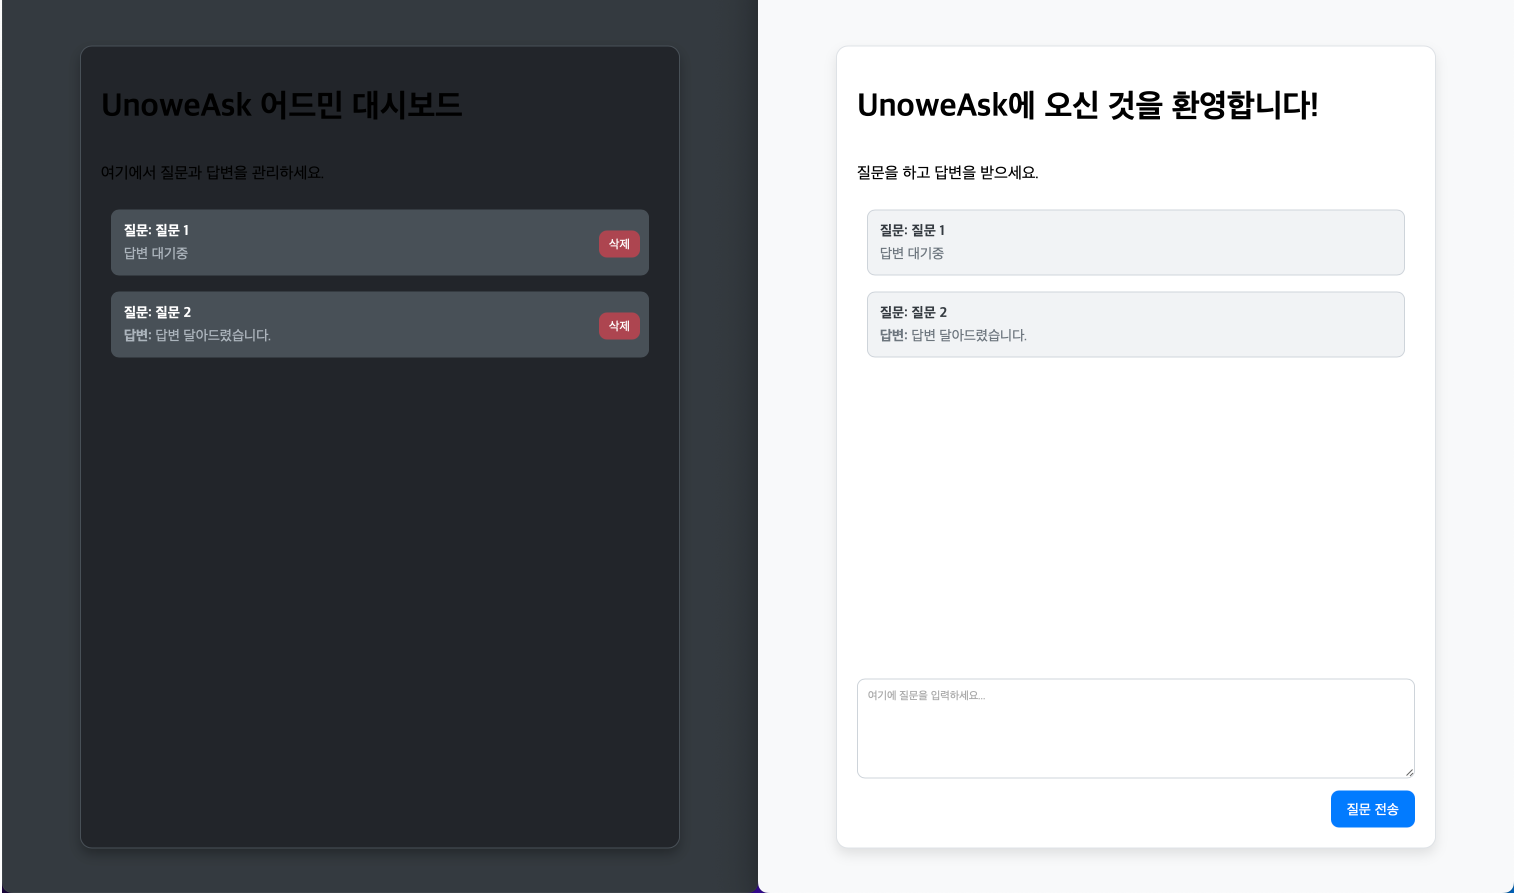 UnoweAsk 어드민 대시보드
여기에서 질문과 답변을 관리하세요.
질문: 질문 1
답변 대기중
삭제
질문: 질문 2
답변: 답변 달아드렸습니다.
삭제
UnoweAsk에 오신 것을 환영합니다!
질문을 하고 답변을 받으세요.
질문: 질문 1
답변 대기중
질문: 질문 2
답변: 답변 달아드렸습니다.
여기에 질문을 입력하세요...
질문 전송